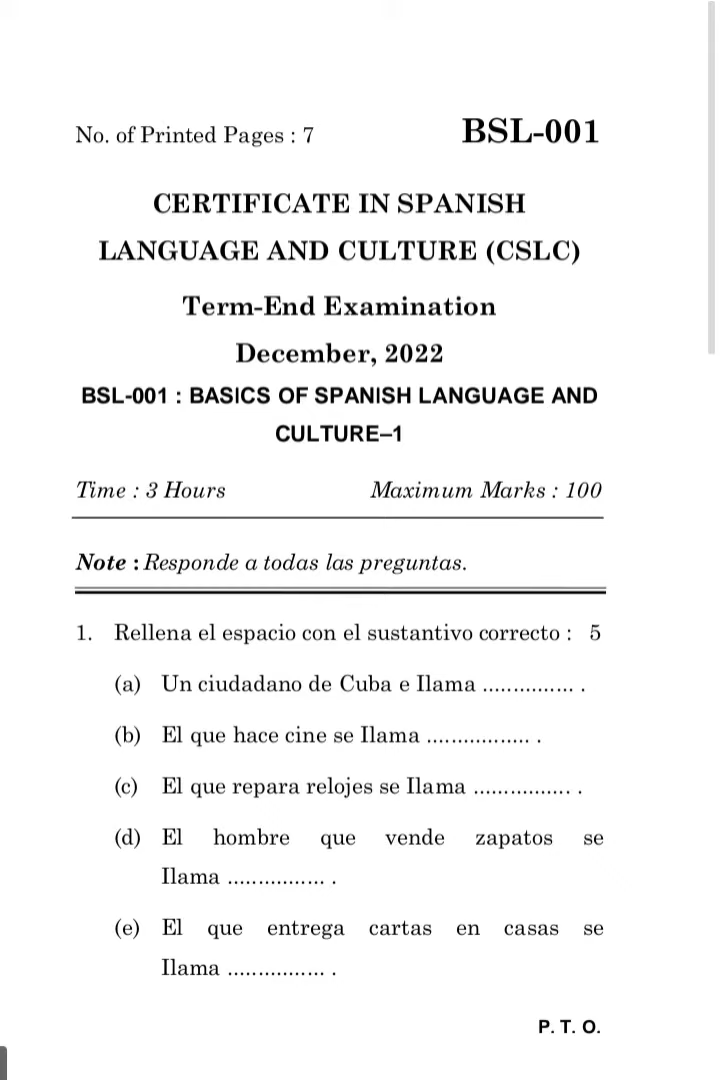 No. of Printed Pages : 7 BSL-001
CERTIFICATE IN SPANISH
LANGUAGE AND CULTURE (CSLC)
Term-End Examination
December, 2022
BSL-001 : BASICS OF SPANISH LANGUAGE AND
CULTURE–1
Time : 3 Hours Maximum Marks : 100
Note : Responde a todas las preguntas.
1. Rellena el espacio con el sustantivo correcto : 5
(a) Un ciudadano de Cuba e Ilama ............... .
(b) El que hace cine se Ilama ................. .
(c) El que repara relojes se Ilama ................ .
(d) El hombre que vende zapatos se
Ilama ................ .
(e) El que entrega cartas en casas se
Ilama ................ .
P. T. O.